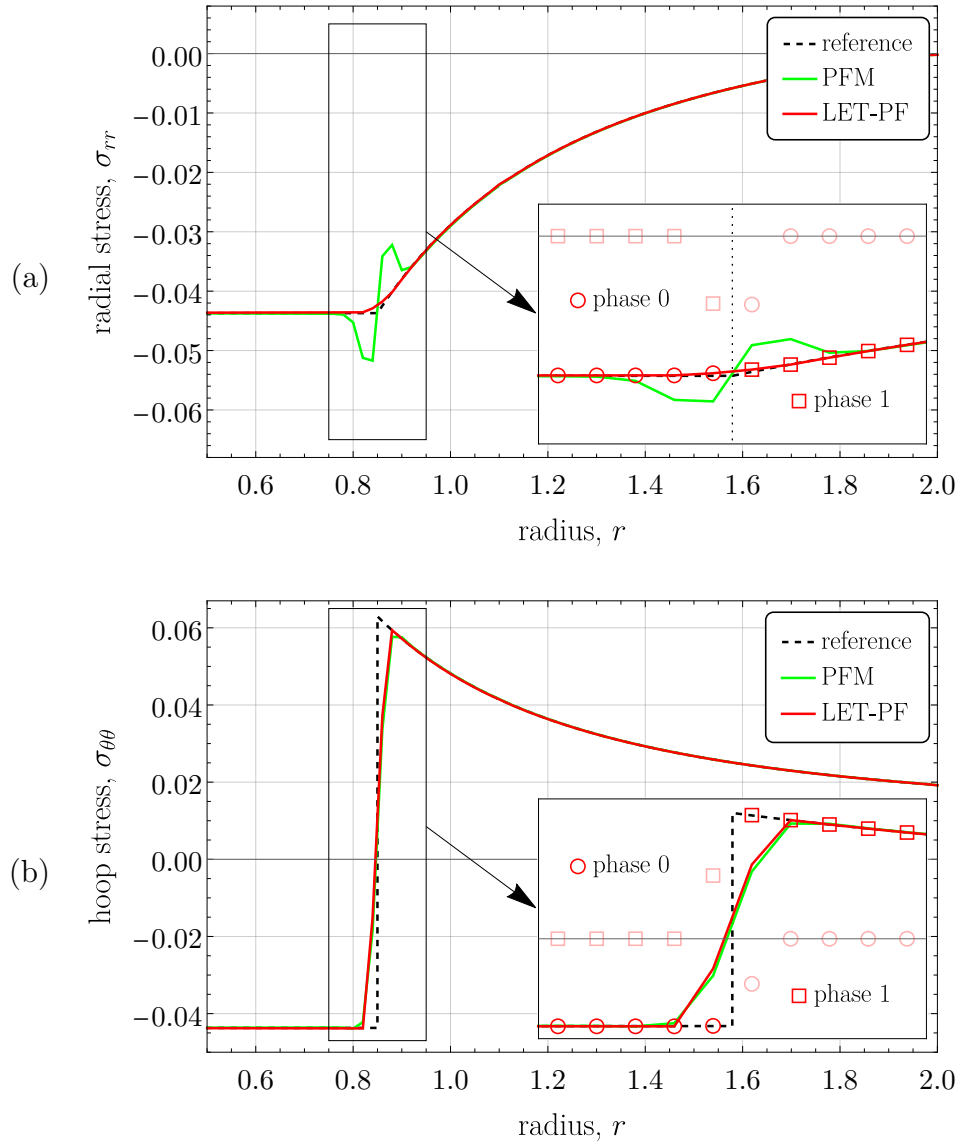 reference
PFM
LET-PF
0.00
−0.01
−0.02
−0.03
−0.04
−0.05
−0.06
radial stress, σrr
(a)
phase 0
phase 1
0.6 0.8 1.0 1.2 1.4 1.6 1.8 2.0
radius, r
reference
PFM
LET-PF
0.06
0.04
0.02
0.00
−0.02
−0.04
hoop stress, σθθ
(b)
phase 0
phase 1
0.6 0.8 1.0 1.2 1.4 1.6 1.8 2.0
radius, r